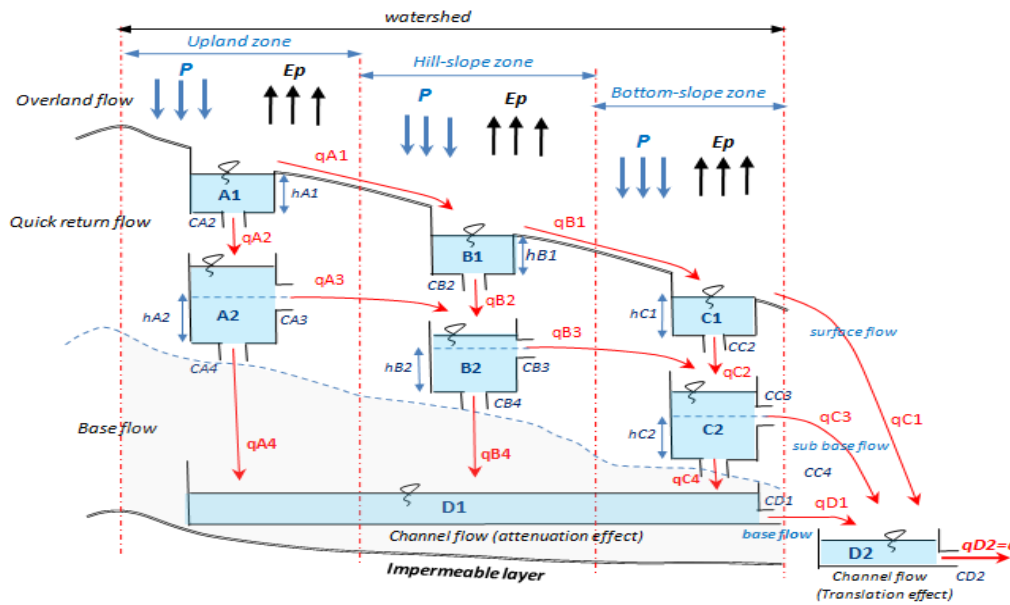 watershed
Upland zone
Hill-slope zone
Bottom-slope zone
P
Ep
P
Ep
P
Ep
Overland flow
qA1
A1
hA1
Quick return flow
CA2
qA2
qB1
B1
hB1
CB2
qB2
qA3
A2
hA2
CA3
CA4
C1
hC1
CC2
qC2
surface flow
qB3
B2
hB2
CB3
CB4
CC3
C2
hC2
qC3
qC1
sub base flow
CC4
Base flow
qA4
qB4
qC4
D1
CD1
qD1
Channel flow (attenuation effect)
base flow
Impermeable layer
D2
qD2=
CD2
Channel flow
(Translation effect)